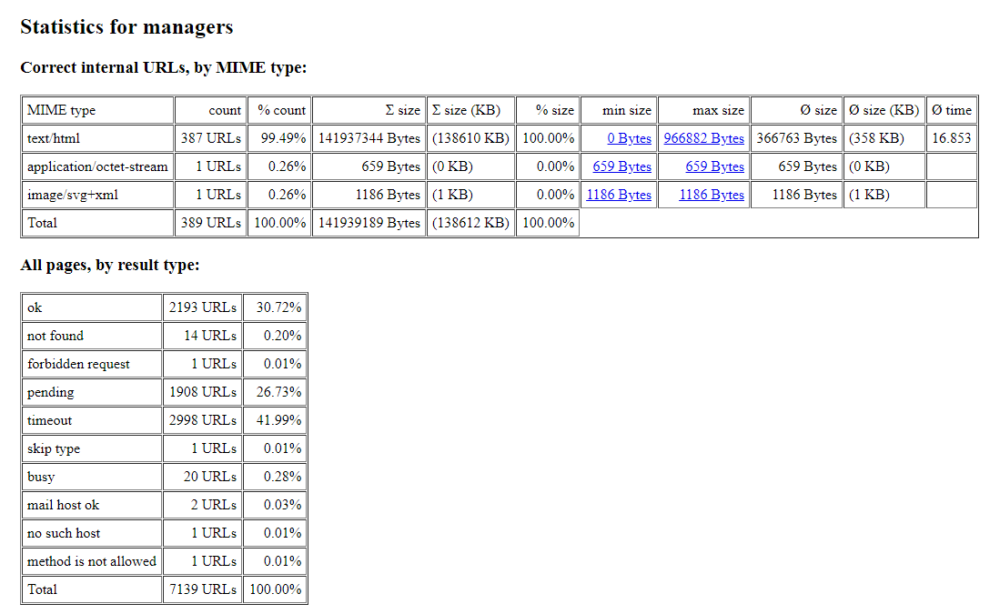 Statistics for managers
Correct internal URLs, by MIME type:
MIME type count % count Σ size Σ size (KB) % size min size max size Ø size Ø size (KB) Ø time
text/html 387 URLs 99.49% 141937344 Bytes (138610 KB) 100.00% 0 Bytes 966882 Bytes 366763 Bytes (358 KB) 16.853
application/octet-stream 1 URLs 0.26% 659 Bytes (0 KB) 0.00% 659 Bytes 659 Bytes 659 Bytes (0 KB)
image/svg+xml 1 URLs 0.26% 1186 Bytes (1 KB) 0.00% 1186 Bytes 1186 Bytes 1186 Bytes (1 KB)
Total 389 URLs 100.00% 141939189 Bytes (138612 KB) 100.00%
All pages, by result type:
ok 2193 URLs 30.72%
not found 14 URLs 0.20%
forbidden request 1 URLs 0.01%
pending 1908 URLs 26.73%
timeout 2998 URLs 41.99%
skip type 1 URLs 0.01%
busy 20 URLs 0.28%
mail host ok 2 URLs 0.03%
no such host 1 URLs 0.01%
method is not allowed 1 URLs 0.01%
Total 7139 URLs 100.00%